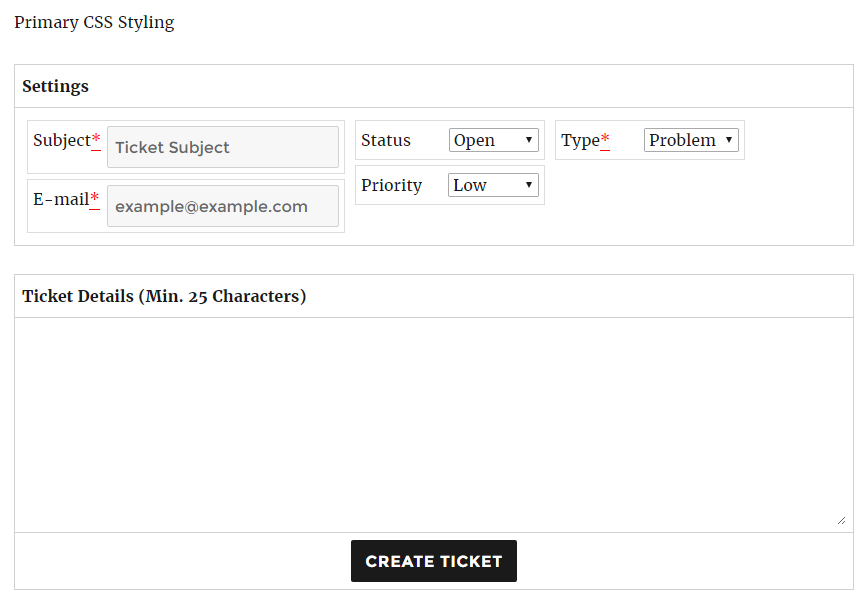 Primary CSS Styling
Settings
Subject* Ticket Subject
E-mail* example@example.com
Status Open
Priority Low
Type* Problem
Ticket Details (Min. 25 Characters)
CREATE TICKET